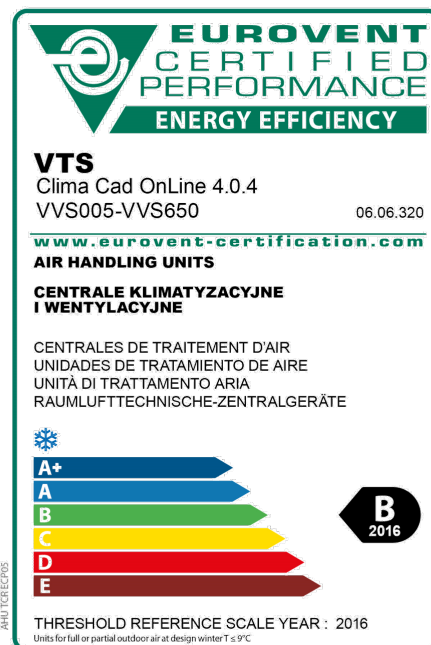 EUROVENT
CERTIFIED
PERFORMANCE
ENERGY EFFICIENCY
VTS
Clima Cad OnLine 4.0.4
VVS005-VVS650 06.06.320
www.eurovent-certification.com
AIR HANDLING UNITS
CENTRALE KLIMATYZACYJNE
I WENTYLACYJNE
CENTRALES DE TRAITEMENT D'AIR
UNIDADES DE TRATAMIENTO DE AIRE
UNITÀ DI TRATTAMENTO ARIA
RAUMLUFTTECHNISCHE-ZENTRALGERÄTE
A+
A
B
C
D
E
B
2016
THRESHOLD REFERENCE SCALE YEAR : 2016
Units for full or partial outdoor air at design winter T ≤ 9°C
AHU TCR ECP05